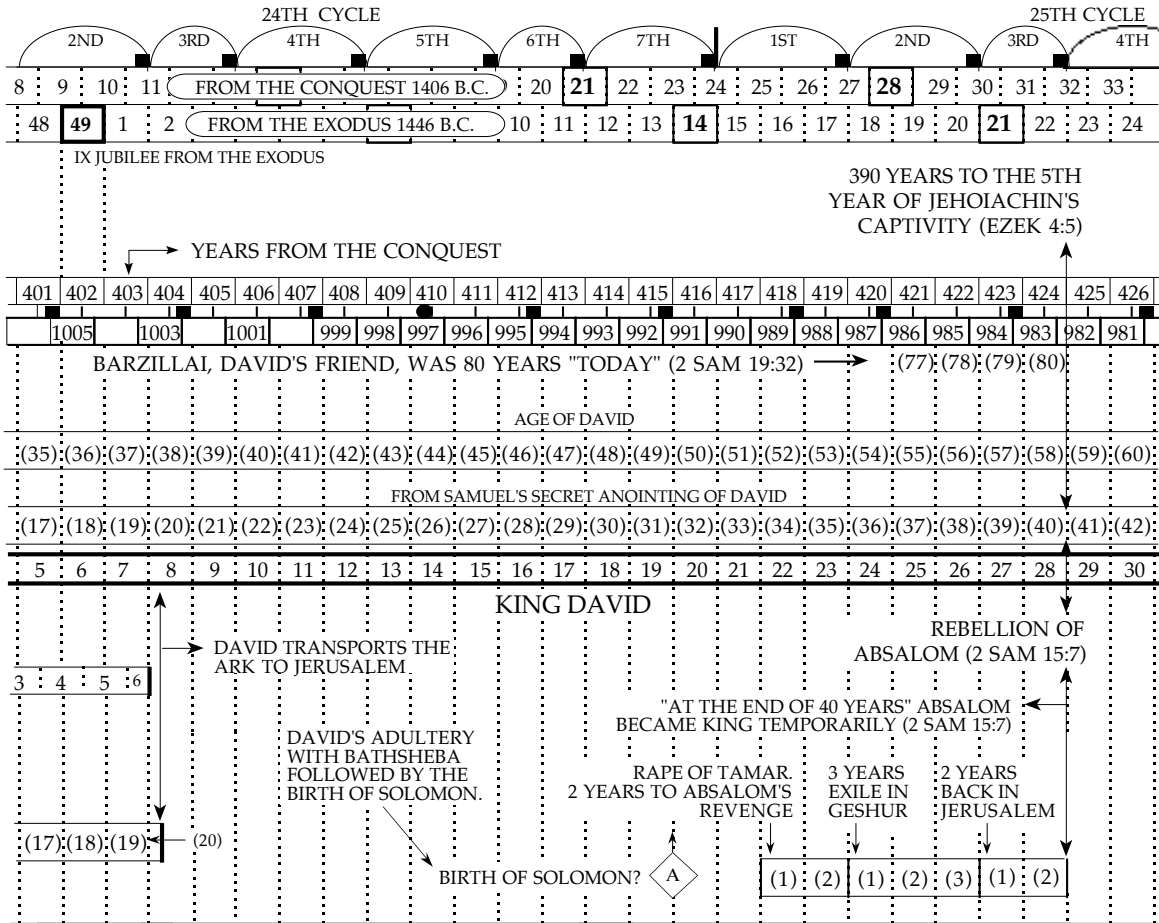 24TH CYCLE
25TH CYCLE
2ND 3RD 4TH 5TH 6TH 7TH 1ST 2ND 3RD 4TH
8 9 10 11 FROM THE CONQUEST 1406 B.C. 20 21 22 23 24 25 26 27 28 29 30 31 32 33
48 49 1 2 FROM THE EXODUS 1446 B.C. 10 11 12 13 14 15 16 17 18 19 20 21 22 23 24
IX JUBILEE FROM THE EXODUS
390 YEARS TO THE 5TH
YEAR OF JEHOIACHIN'S
CAPTIVITY (EZEK 4:5)
YEARS FROM THE CONQUEST
401 402 403 404 405 406 407 408 409 410 411 412 413 414 415 416 417 418 419 420 421 422 423 424 425 426
1005 1003 1001 999 998 997 996 995 994 993 992 991 990 989 988 987 986 985 984 983 982 981
BARZILLAI, DAVID'S FRIEND, WAS 80 YEARS "TODAY" (2 SAM 19:32) (77) (78) (79) (80)
AGE OF DAVID
(35) (36) (37) (38) (39) (40) (41) (42) (43) (44) (45) (46) (47) (48) (49) (50) (51) (52) (53) (54) (55) (56) (57) (58) (59) (60)
FROM SAMUEL'S SECRET ANOINTING OF DAVID
(17) (18) (19) (20) (21) (22) (23) (24) (25) (26) (27) (28) (29) (30) (31) (32) (33) (34) (35) (36) (37) (38) (39) (40) (41) (42)
5 6 7 8 9 10 11 12 13 14 15 16 17 18 19 20 21 22 23 24 25 26 27 28 29 30
KING DAVID
REBELLION OF
ABSALOM (2 SAM 15:7)
DAVID TRANSPORTS THE
ARK TO JERUSALEM
3 4 5 6
"AT THE END OF 40 YEARS" ABSALOM
BECAME KING TEMPORARILY (2 SAM 15:7)
DAVID'S ADULTERY
WITH BATHSHEBA
FOLLOWED BY THE
BIRTH OF SOLOMON.
RAPE OF TAMAR.
2 YEARS TO ABSALOM'S
REVENGE
3 YEARS
EXILE IN
GESHUR
2 YEARS
BACK IN
JERUSALEM
(17) (18) (19) (20)
BIRTH OF SOLOMON? A
(1) (2) (1) (2) (3) (1) (2)